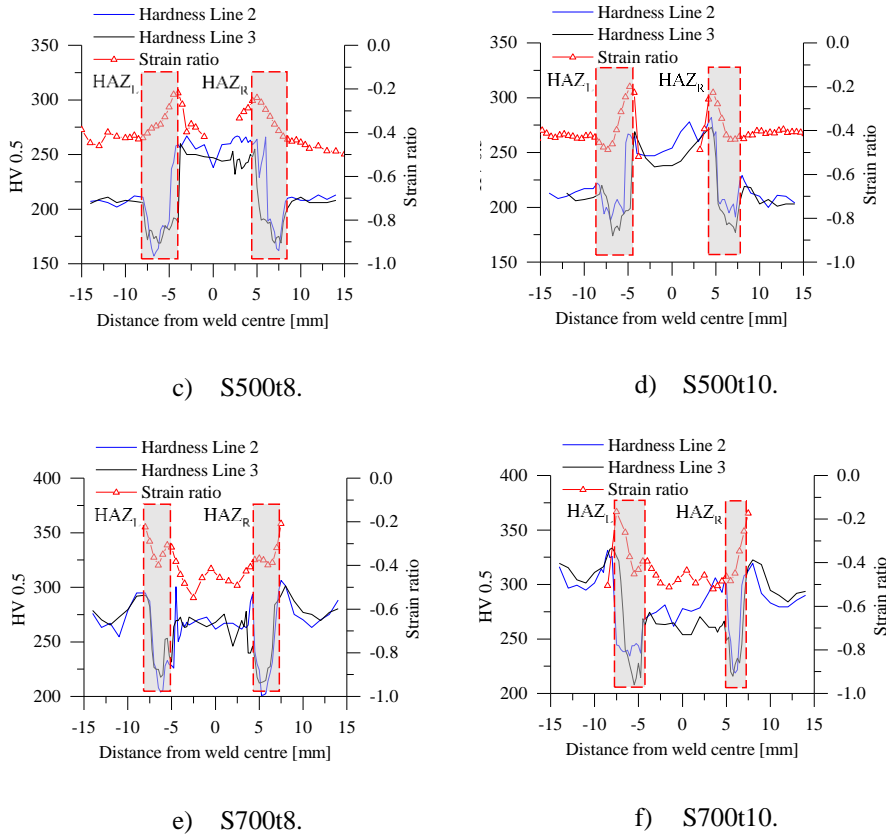 Hardness Line 2
Hardness Line 3
Strain ratio
HAZL
HAZR
350
300
250
200
150
HV 0.5
0.0
-0.2
-0.4
-0.6
-0.8
-1.0
Strain ratio
-15 -10 -5 0 5 10 15
Distance from weld centre [mm]
c) S500t8.
Hardness Line 2
Hardness Line 3
Strain ratio
HAZL
HAZR
350
300
250
200
150
0.0
-0.2
-0.4
-0.6
-0.8
-1.0
Strain ratio
-15 -10 -5 0 5 10 15
Distance from weld centre [mm]
d) S500t10.
Hardness Line 2
Hardness Line 3
Strain ratio
HAZL
HAZR
400
350
300
250
200
HV 0.5
0.0
-0.2
-0.4
-0.6
-0.8
-1.0
Strain ratio
-15 -10 -5 0 5 10 15
Distance from weld centre [mm]
e) S700t8.
Hardness Line 2
Hardness Line 3
Strain ratio
HAZL
HAZR
400
350
300
250
200
HV 0.5
0.0
-0.2
-0.4
-0.6
-0.8
-1.0
Strain ratio
-15 -10 -5 0 5 10 15
Distance from weld centre [mm]
f) S700t10.